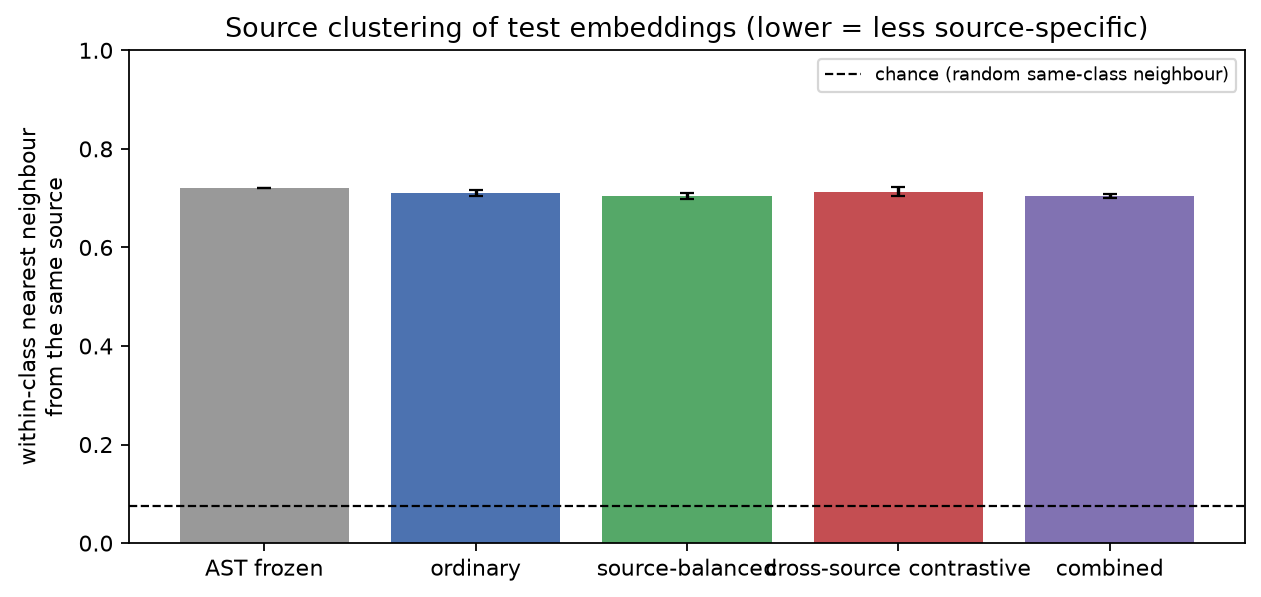 Source clustering of test embeddings (lower = less source-specific)
chance (random same-class neighbour)
within-class nearest neighbour
from the same source
1.0
0.8
0.6
0.4
0.2
0.0
AST frozen
ordinary
source-balanced
cross-source contrastive
combined